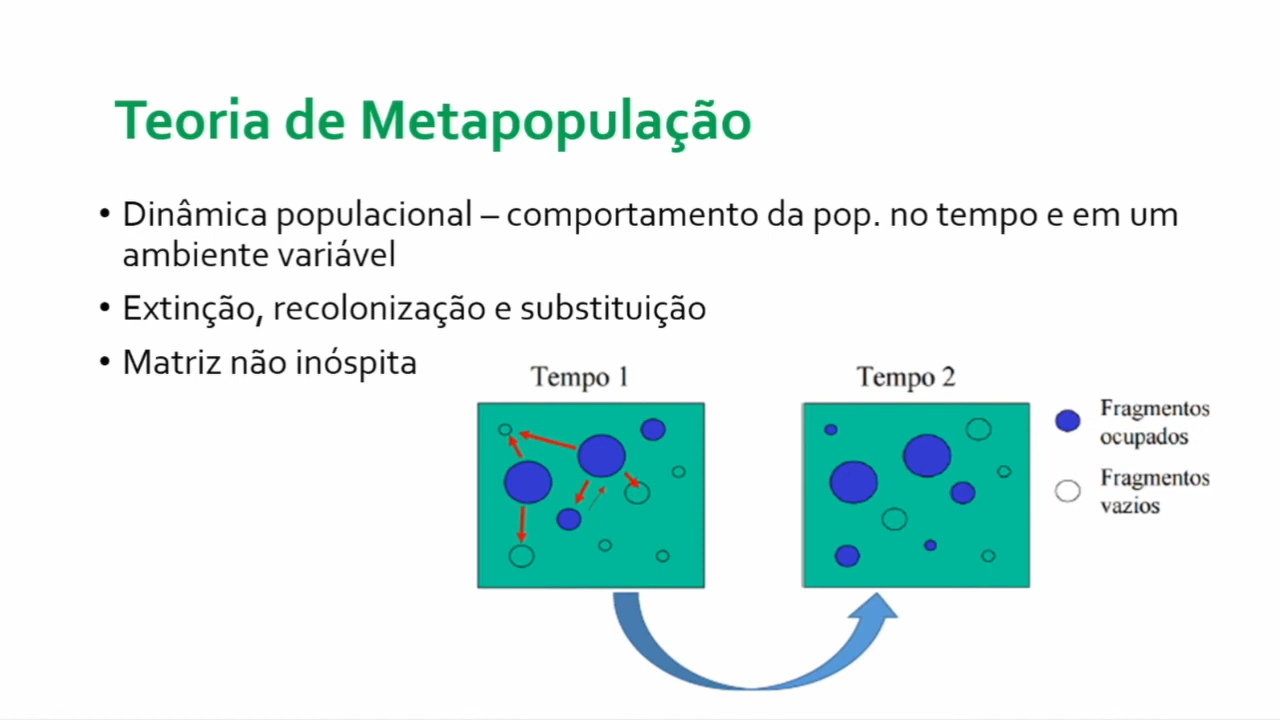 Teoria de Metapopulação
• Dinâmica populacional – comportamento da pop. no tempo e em um
ambiente variável
• Extinção, recolonização e substituição
• Matriz não inóspita
Tempo 1
Tempo 2
Fragmentos
ocupados
Fragmentos
vazios